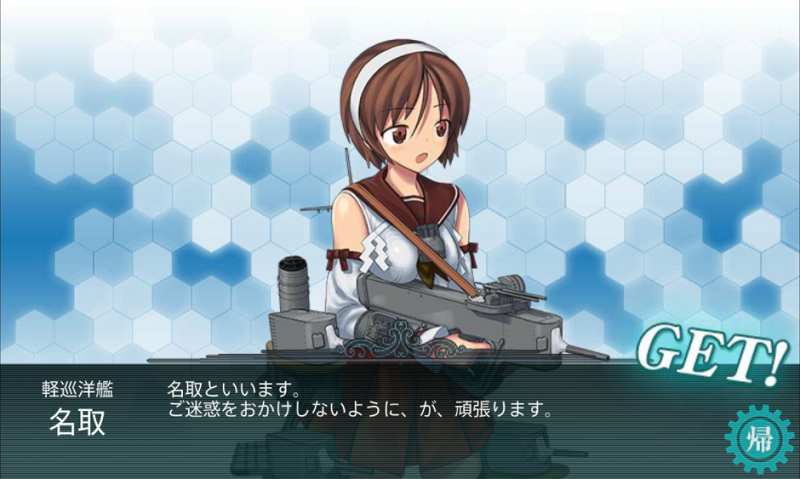 GET!
軽巡洋艦
名取
名取といいます。
ご迷惑をおかけしないように、が、頑張ります。
帰